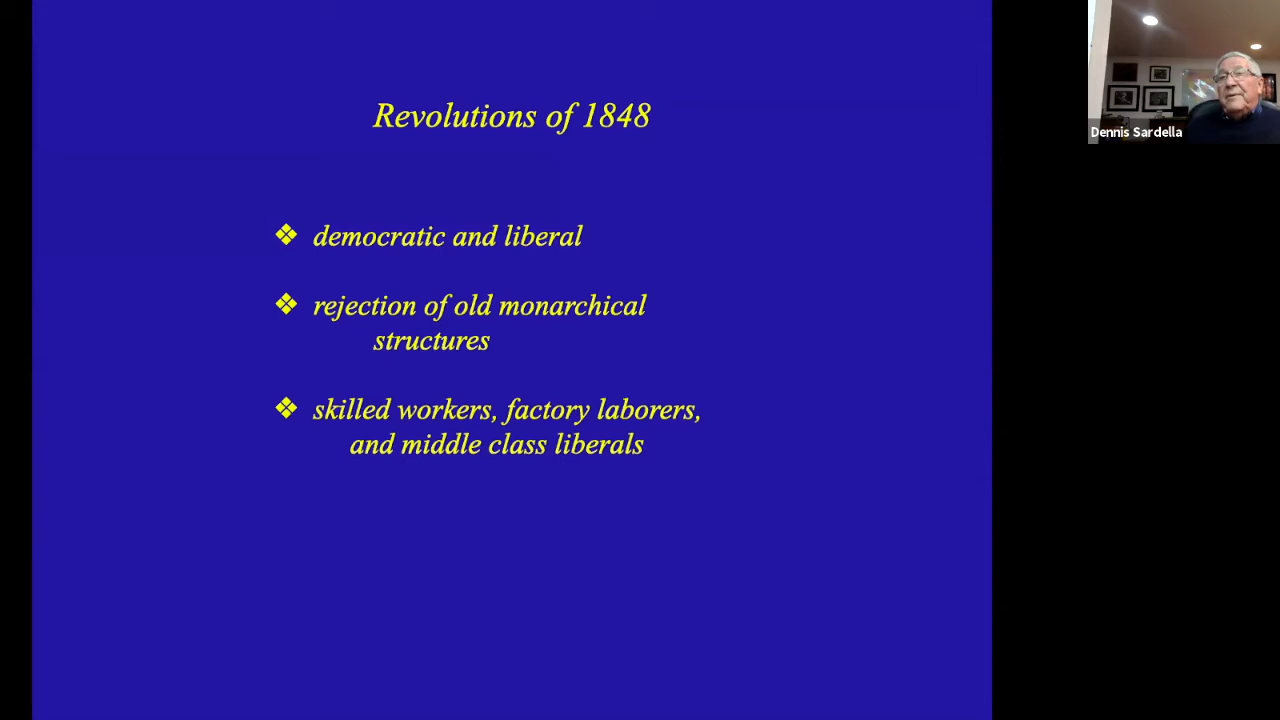 Revolutions of 1848
❖ democratic and liberal
❖ rejection of old monarchical
structures
❖ skilled workers, factory laborers,
and middle class liberals
Dennis Sardella